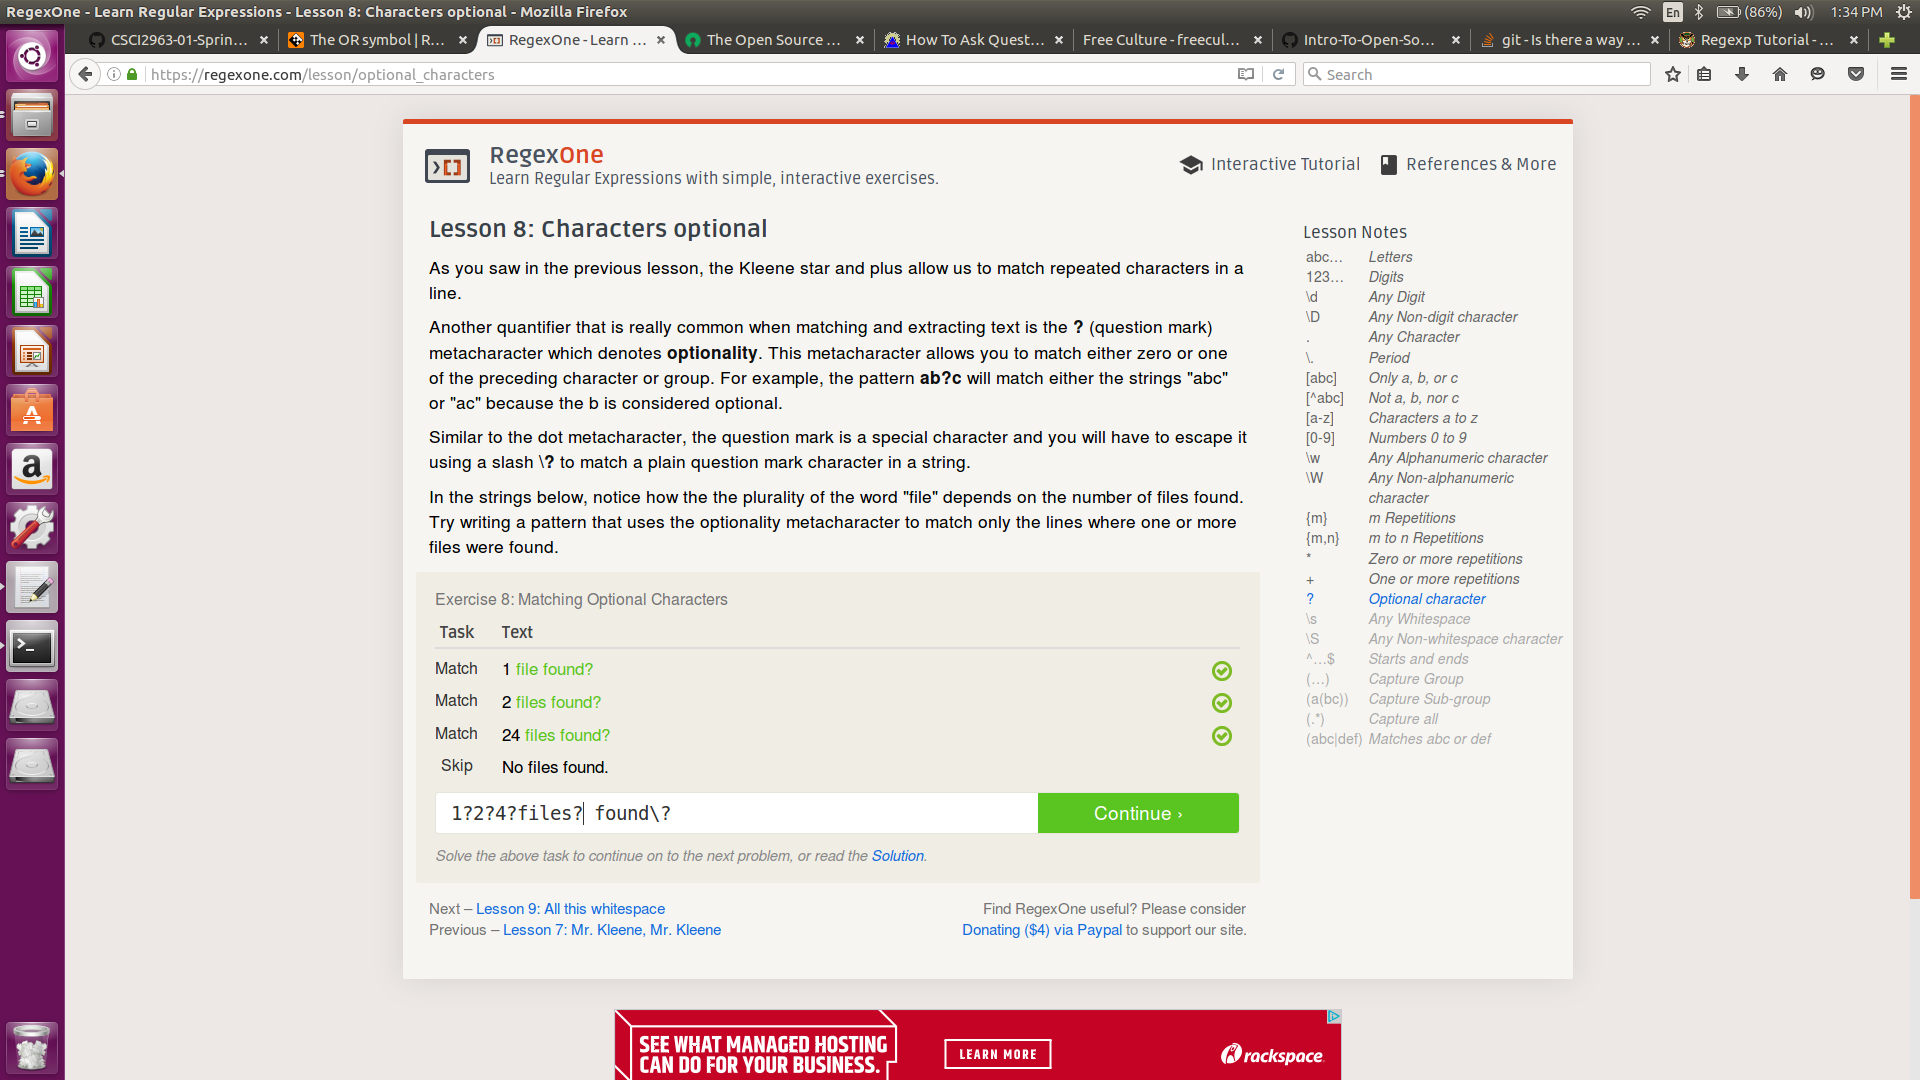 RegexOne - Learn Regular Expressions - Lesson 8: Characters optional - Mozilla Firefox
En
(86%)
1:34 PM
CSCI2963-01-Sprin...
The OR symbol | R...
RegexOne - Learn ...
The Open Source ...
How To Ask Quest...
Free Culture - freecul...
Intro-To-Open-So...
git - Is there a way ...
Regexp Tutorial - ...
https://regexone.com/lesson/optional_characters
Search
RegexOne
Learn Regular Expressions with simple, interactive exercises.
Interactive Tutorial
References & More
Lesson 8: Characters optional
As you saw in the previous lesson, the Kleene star and plus allow us to match repeated characters in a
line.
Another quantifier that is really common when matching and extracting text is the ? (question mark)
metacharacter which denotes optionality. This metacharacter allows you to match either zero or one
of the preceding character or group. For example, the pattern ab?c will match either the strings "abc"
or "ac" because the b is considered optional.
Similar to the dot metacharacter, the question mark is a special character and you will have to escape it
using a slash \? to match a plain question mark character in a string.
In the strings below, notice how the the plurality of the word "file" depends on the number of files found.
Try writing a pattern that uses the optionality metacharacter to match only the lines where one or more
files were found.
Exercise 8: Matching Optional Characters
Task Text
Match 1 file found?
Match 2 files found?
Match 24 files found?
Skip No files found.
1?2?4?files? found\?
Continue ›
Solve the above task to continue on to the next problem, or read the Solution.
Next – Lesson 9: All this whitespace
Previous – Lesson 7: Mr. Kleene, Mr. Kleene
Find RegexOne useful? Please consider
Donating ($4) via Paypal to support our site.
Lesson Notes
abc… Letters
123… Digits
\d Any Digit
\D Any Non-digit character
. Any Character
\. Period
[abc] Only a, b, or c
[^abc] Not a, b, nor c
[a-z] Characters a to z
[0-9] Numbers 0 to 9
\w Any Alphanumeric character
\W Any Non-alphanumeric
character
{m} m Repetitions
{m,n} m to n Repetitions
* Zero or more repetitions
+ One or more repetitions
? Optional character
\s Any Whitespace
\S Any Non-whitespace character
^…$ Starts and ends
(…) Capture Group
(a(bc)) Capture Sub-group
(.*) Capture all
(abc|def) Matches abc or def
SEE WHAT MANAGED HOSTING
CAN DO FOR YOUR BUSINESS.
LEARN MORE
rackspace.